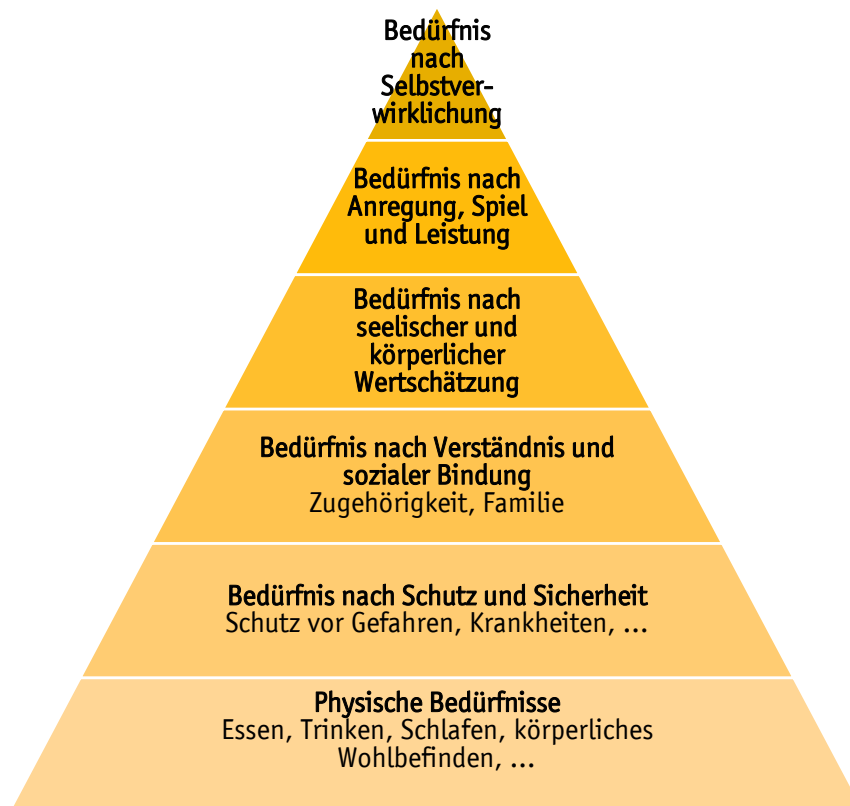 Bedürfnis
nach
Selbstver-
wirklichung
Bedürfnis nach
Anregung, Spiel
und Leistung
Bedürfnis nach
seelischer und
körperlicher
Wertschätzung
Bedürfnis nach Verständnis und
sozialer Bindung
Zugehörigkeit, Familie
Bedürfnis nach Schutz und Sicherheit
Schutz vor Gefahren, Krankheiten, ...
Physische Bedürfnisse
Essen, Trinken, Schlafen, körperliches
Wohlbefinden, ...